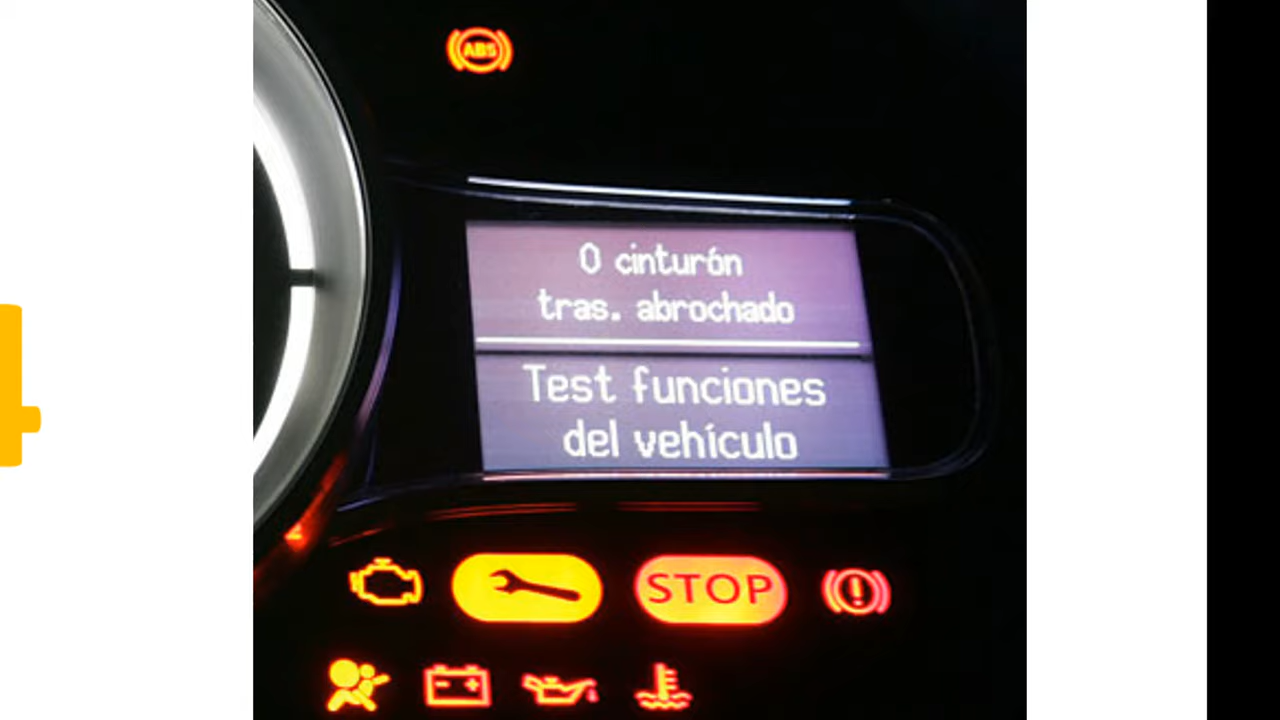 ABS
0 cinturón
tras. abrochado
Test funciones
del vehículo
STOP